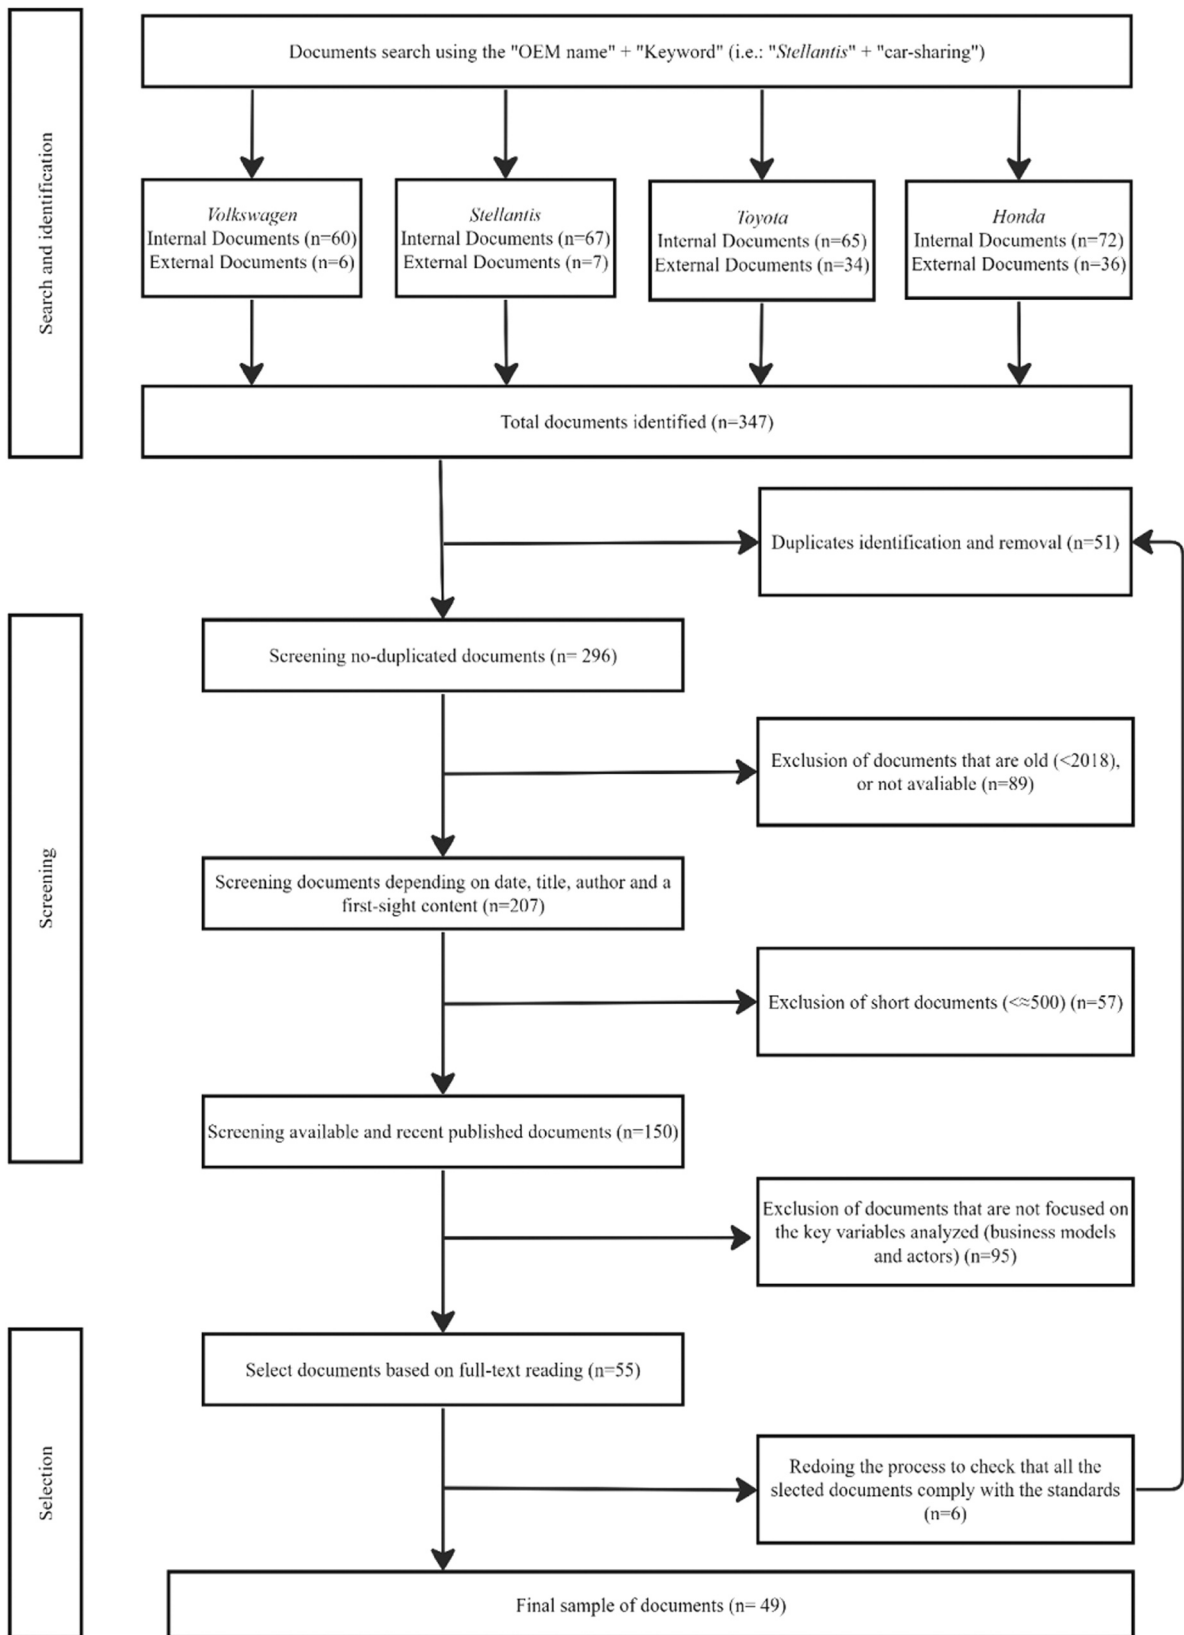 Documents search using the "OEM name" + "Keyword" (i.e.: "Stellantis" + "car-sharing")
Search and identification
Volkswagen
Internal Documents (n=60)
External Documents (n=6)
Stellantis
Internal Documents (n=67)
External Documents (n=7)
Toyota
Internal Documents (n=65)
External Documents (n=34)
Honda
Internal Documents (n=72)
External Documents (n=36)
Total documents identified (n=347)
Duplicates identification and removal (n=51)
Screening
Screening no-duplicated documents (n= 296)
Exclusion of documents that are old (<2018),
or not avaliable (n=89)
Screening documents depending on date, title, author and a
first-sight content (n=207)
Exclusion of short documents (<≈500) (n=57)
Screening available and recent published documents (n=150)
Exclusion of documents that are not focused on
the key variables analyzed (business models
and actors) (n=95)
Selection
Select documents based on full-text reading (n=55)
Redoing the process to check that all the
slected documents comply with the standards
(n=6)
Final sample of documents (n= 49)